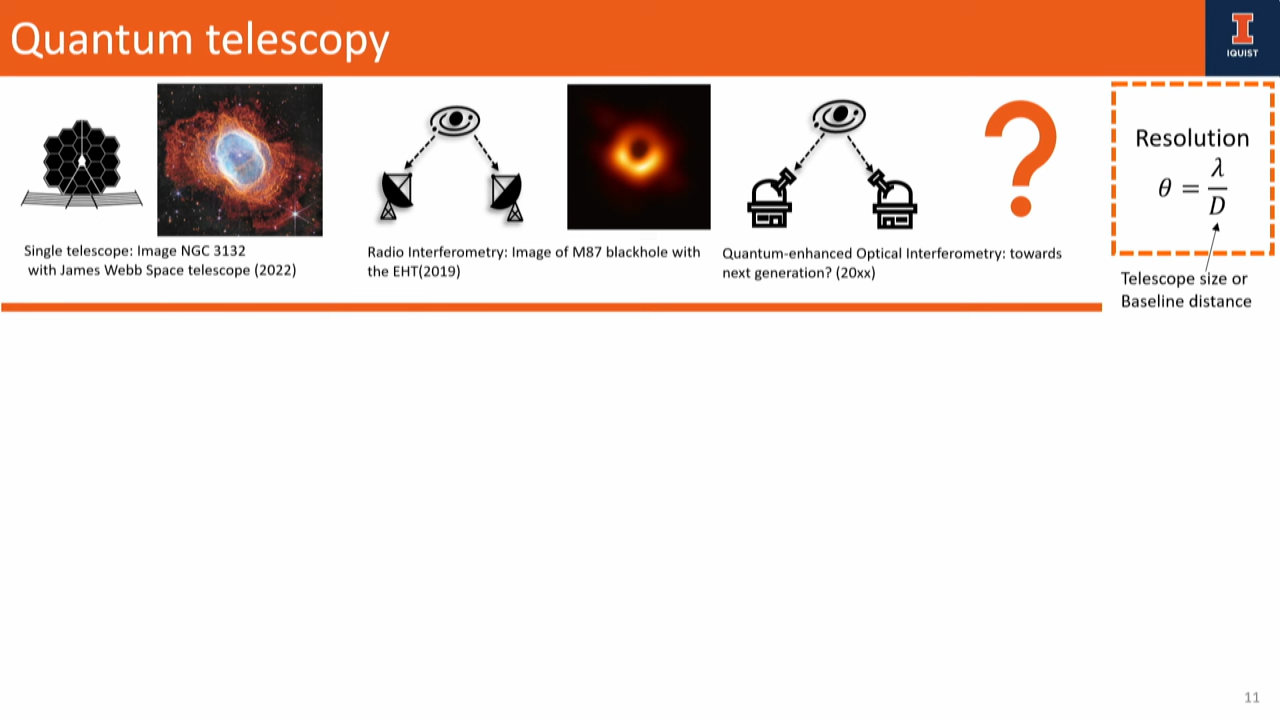 Quantum telescopy
I
IQUIST
Single telescope: Image NGC 3132
with James Webb Space telescope (2022)
Radio Interferometry: Image of M87 blackhole with
the EHT(2019)
Quantum-enhanced Optical Interferometry: towards
next generation? (20xx)
?
Resolution
θ = λ/D
Telescope size or
Baseline distance
11